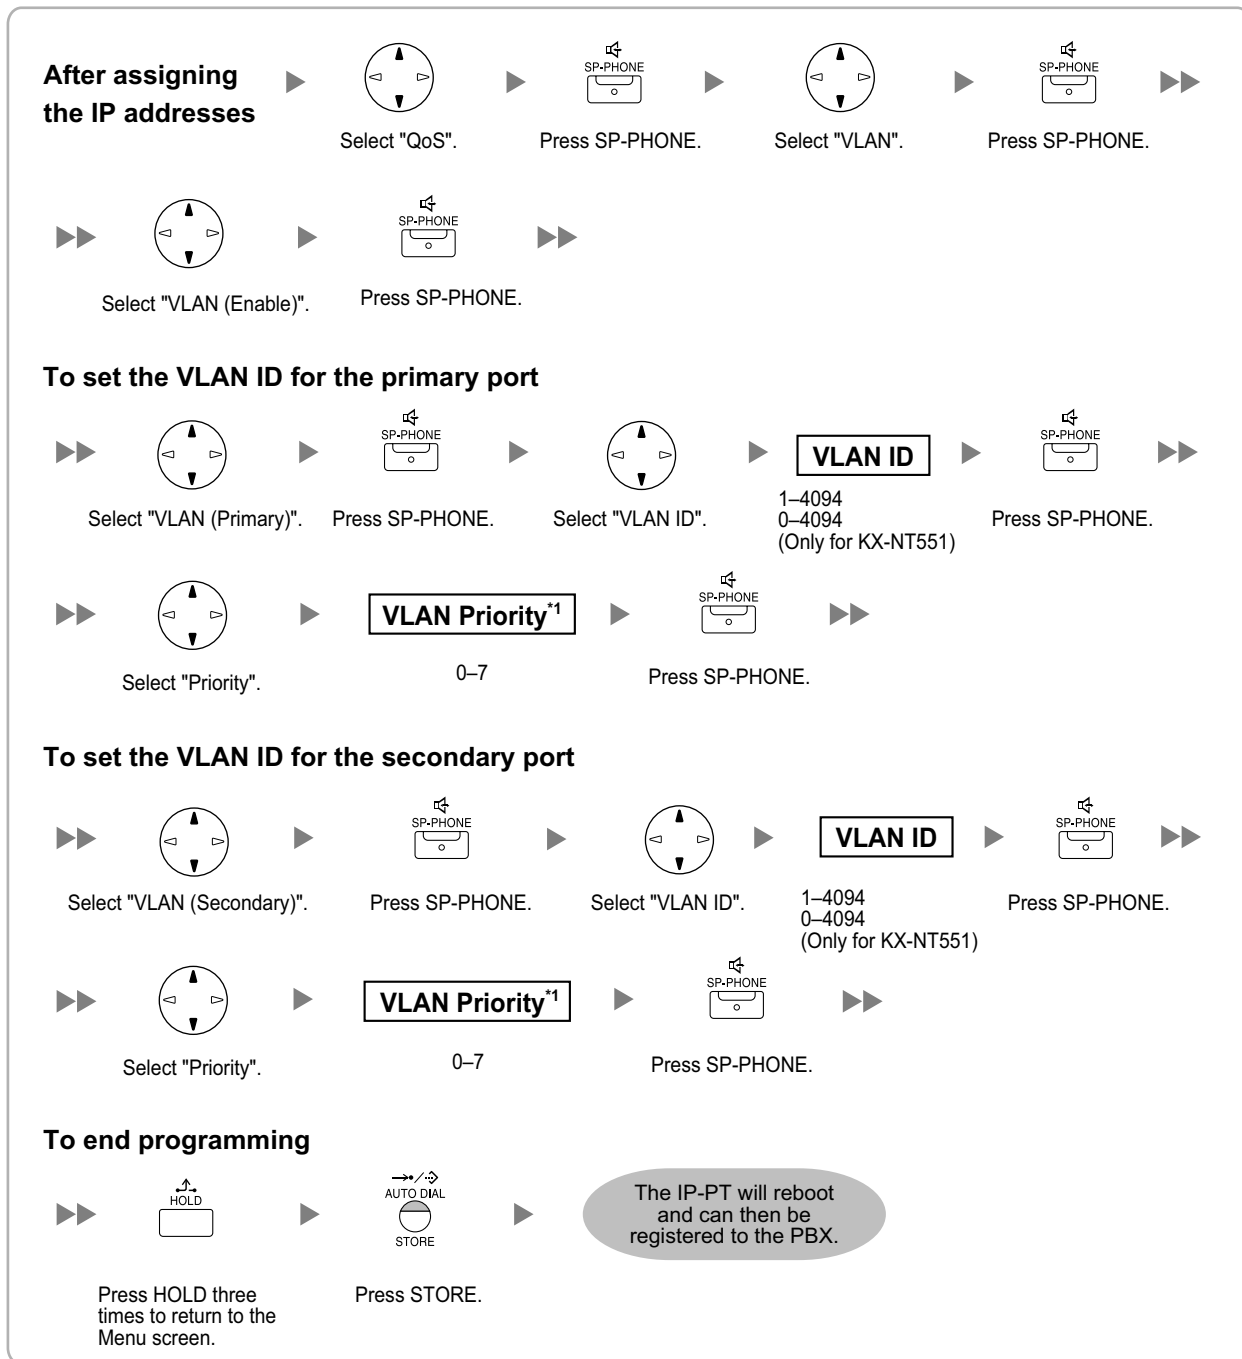 After assigning
the IP addresses
Select "QoS".
SP-PHONE
Press SP-PHONE.
Select "VLAN".
SP-PHONE
Press SP-PHONE.
Select "VLAN (Enable)".
SP-PHONE
Press SP-PHONE.
To set the VLAN ID for the primary port
Select "VLAN (Primary)".
SP-PHONE
Press SP-PHONE.
Select "VLAN ID".
VLAN ID
1–4094
0–4094
(Only for KX-NT551)
SP-PHONE
Press SP-PHONE.
Select "Priority".
VLAN Priority*1
0–7
SP-PHONE
Press SP-PHONE.
To set the VLAN ID for the secondary port
Select "VLAN (Secondary)".
SP-PHONE
Press SP-PHONE.
Select "VLAN ID".
VLAN ID
1–4094
0–4094
(Only for KX-NT551)
SP-PHONE
Press SP-PHONE.
Select "Priority".
VLAN Priority*1
0–7
SP-PHONE
Press SP-PHONE.
To end programming
HOLD
Press HOLD three
times to return to the
Menu screen.
AUTO DIAL
STORE
Press STORE.
The IP-PT will reboot
and can then be
registered to the PBX.